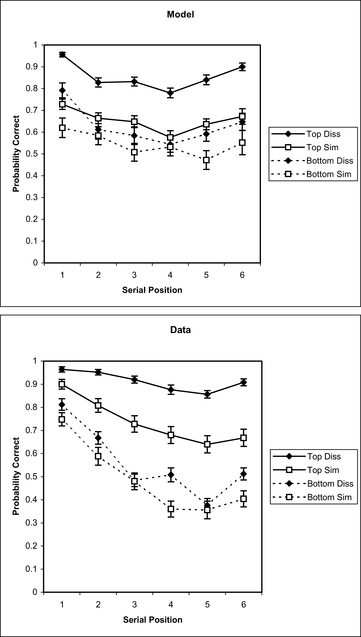 Model
Probability Correct
1
0.9
0.8
0.7
0.6
0.5
0.4
0.3
0.2
0.1
0
1 2 3 4 5 6
Serial Position
Top Diss
Top Sim
Bottom Diss
Bottom Sim
Data
Probability Correct
1
0.9
0.8
0.7
0.6
0.5
0.4
0.3
0.2
0.1
0
1 2 3 4 5 6
Serial Position
Top Diss
Top Sim
Bottom Diss
Bottom Sim